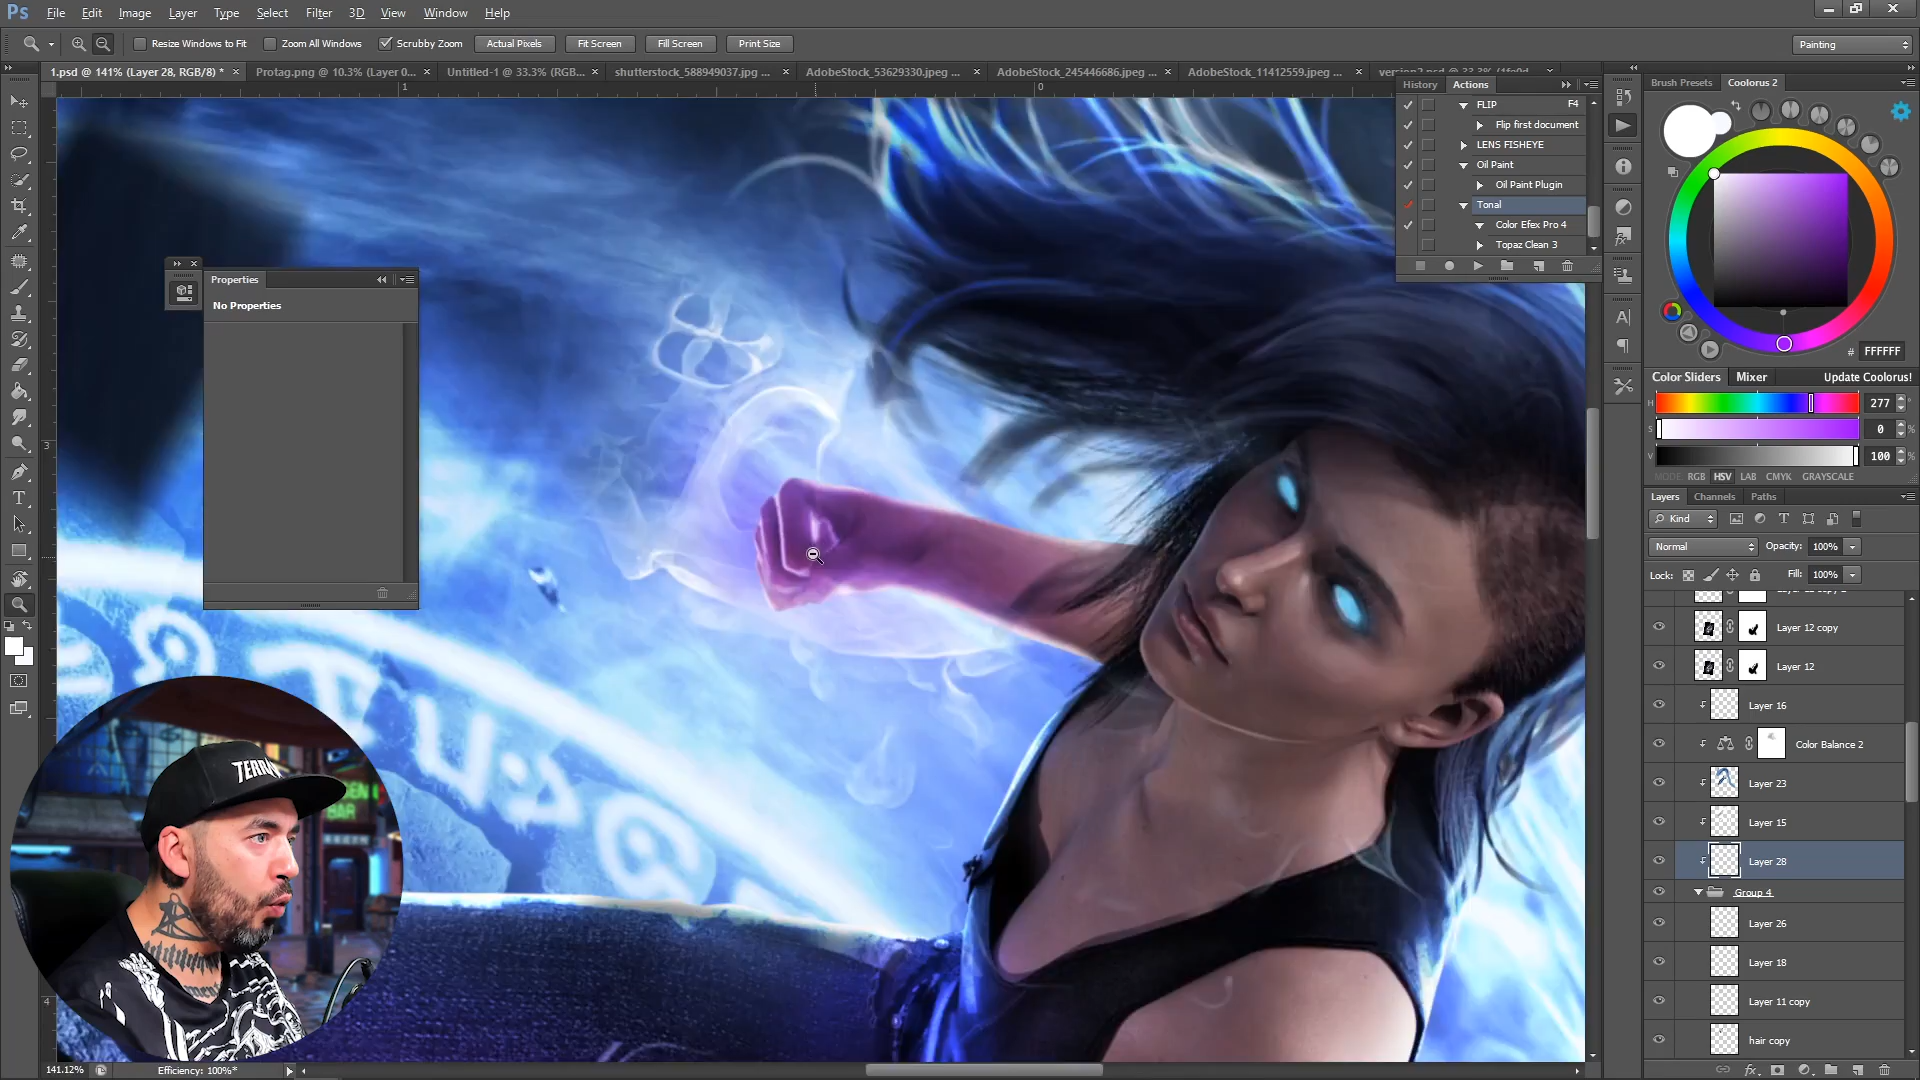 Ps File Edit Image Layer Type Select Filter 3D View Window Help
Resize Windows to Fit Zoom All Windows Scrubby Zoom Actual Pixels Fit Screen Fill Screen Print Size Painting
1.psd @ 141% (Layer 28, RGB/8) * × Protag.png @ 10.3% (Layer 0... × Untitled-1 @ 33.3% (RGB... × shutterstock_588949037.jpg ... × AdobeStock_53629330.jpeg ... × AdobeStock_245446686.jpeg ... × AdobeStock_11412559.jpeg ... ×
1 0
3
4
History Actions
FLIP F4
Flip first document
LENS FISHEYE
Oil Paint
Oil Paint Plugin
Tonal
Color Efex Pro 4
Topaz Clean 3
Properties
No Properties
Brush Presets Coolorus 2
# FFFFFF
Color Sliders Mixer Update Coolorus!
H 277 °
S 0 %
V 100 %
MODE RGB HSV LAB CMYK GRAYSCALE
Layers Channels Paths
Kind
Normal Opacity: 100%
Lock: Fill: 100%
Layer 12 copy
Layer 12
Layer 16
Color Balance 2
Layer 23
Layer 15
Layer 28
Group 4
Layer 26
Layer 18
Layer 11 copy
hair copy
BAR
141.12% Efficiency: 100%*